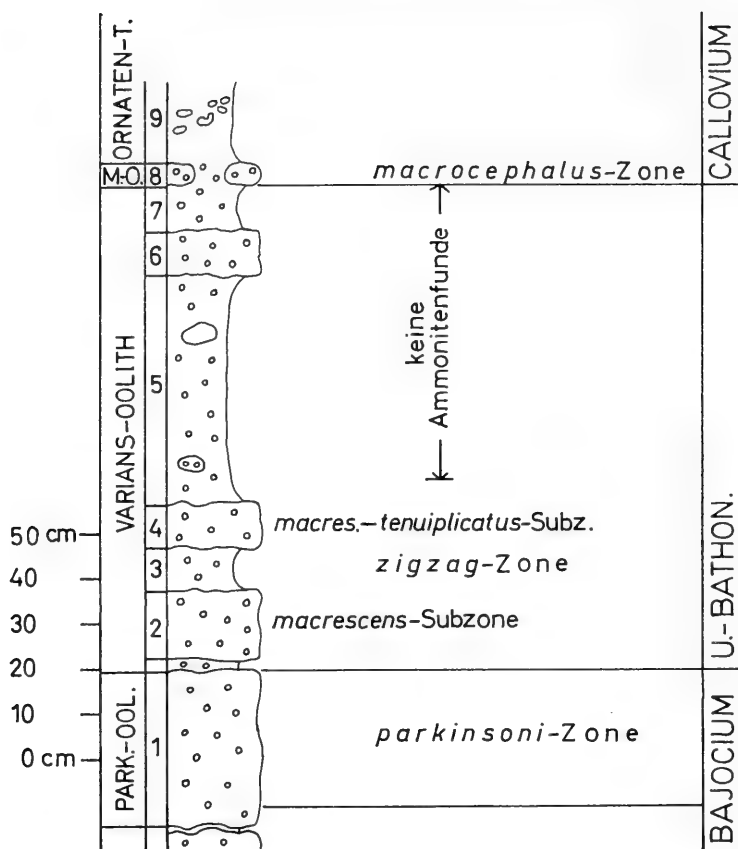 ORNATEN-T.
M.-O.
VARIANS-OOLITH
PARK.-OOL.
9
8
7
6
5
4
3
2
1
50 cm
40
30
20
10
0 cm
macrocephalus-Zone
keine
Ammonitenfunde
macres.-tenuiplicatus-Subz.
zigzag-Zone
macrescens-Subzone
parkinsoni-Zone
CALLOVIUM
U.-BATHON.
BAJOCIUM